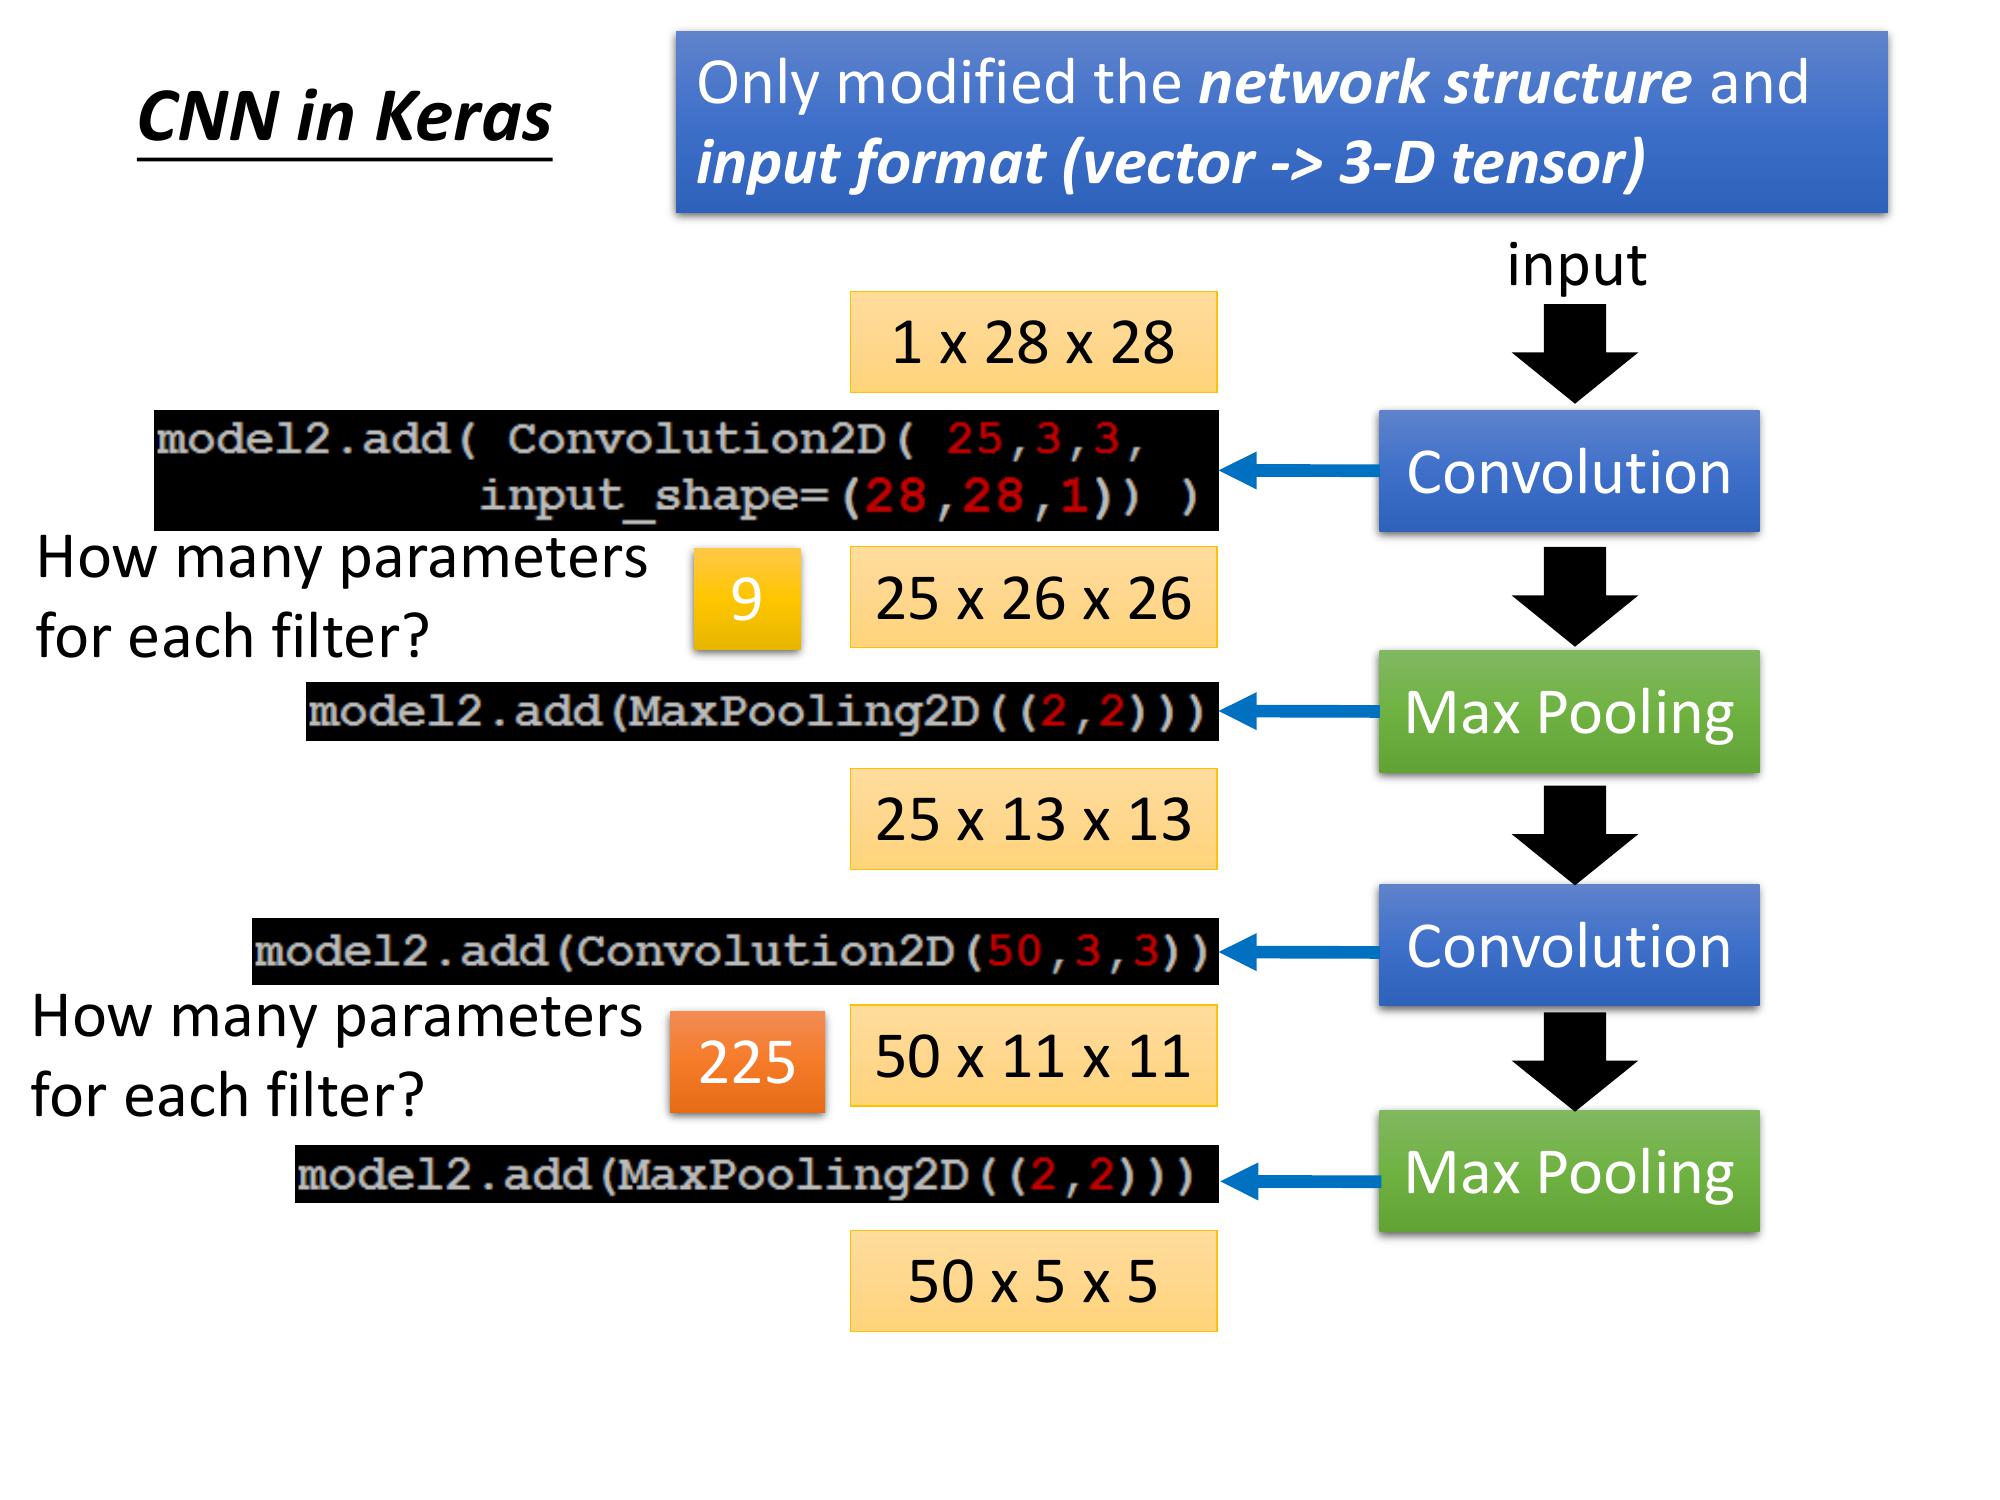 CNN in Keras
Only modified the network structure and
input format (vector -> 3-D tensor)
input
1 x 28 x 28
model2.add( Convolution2D( 25,3,3,
input_shape=(28,28,1)) )
Convolution
How many parameters
for each filter?
9
25 x 26 x 26
model2.add(MaxPooling2D((2,2)))
Max Pooling
25 x 13 x 13
model2.add(Convolution2D(50,3,3))
Convolution
How many parameters
for each filter?
225
50 x 11 x 11
model2.add(MaxPooling2D((2,2)))
Max Pooling
50 x 5 x 5